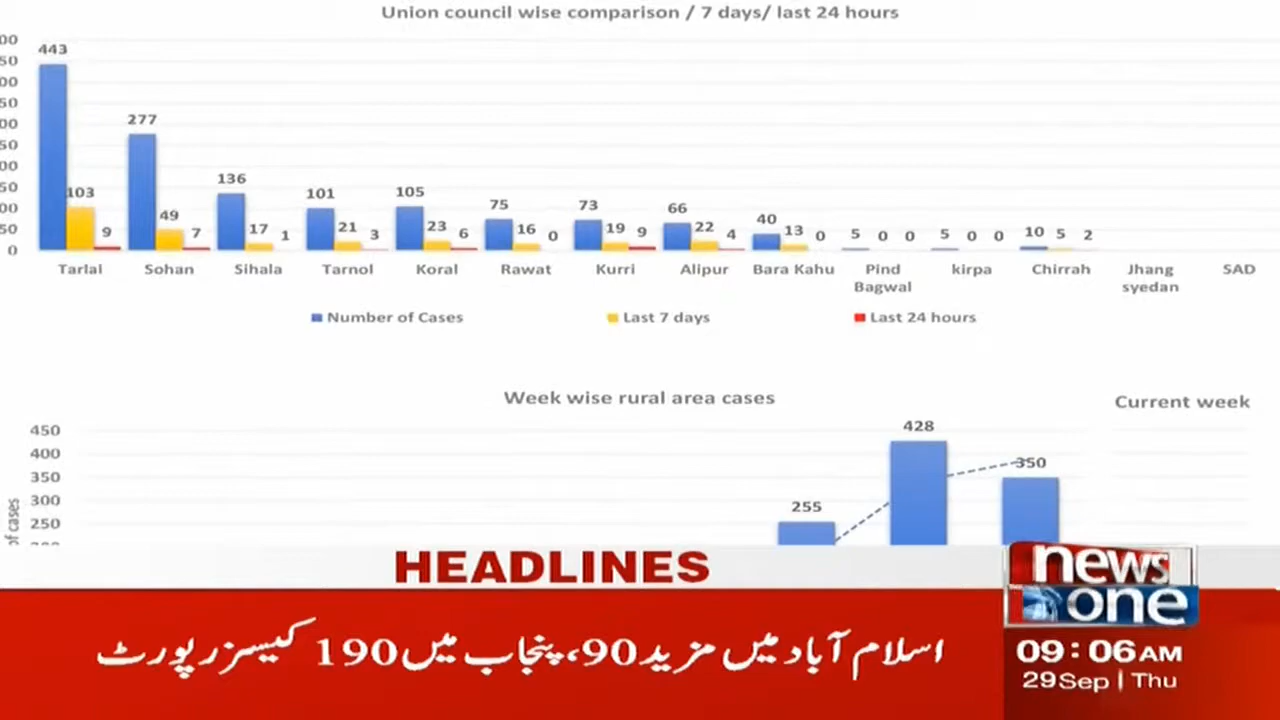 Union council wise comparison / 7 days/ last 24 hours
443 103 9 277 49 7 136 17 1 101 21 3 105 23 6 75 16 0 73 19 9 66 22 4 40 13 0 5 0 0 5 0 0 10 5 2
0
Tarlal Sohan Sihala Tarnol Koral Rawat Kurri Alipur Bara Kahu Pind Bagwal kirpa Chirrah Jhang syedan SAD
Number of Cases Last 7 days Last 24 hours
Week wise rural area cases
Current week
450
400
350
300
250
255 428 350
of cases
HEADLINES
اسلام آباد میں مزید 90، پنجاب میں 190 کیسز رپورٹ
news
one
09:06AM
29Sep | Thu